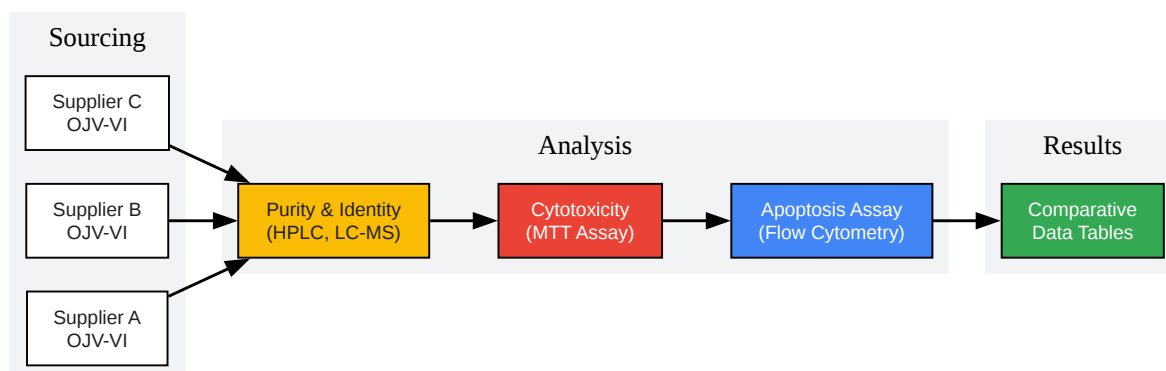 Sourcing
Supplier C
OJV-VI
Supplier B
OJV-VI
Supplier A
OJV-VI
Analysis
Purity & Identity
(HPLC, LC-MS)
Cytotoxicity
(MTT Assay)
Apoptosis Assay
(Flow Cytometry)
Results
Comparative
Data Tables